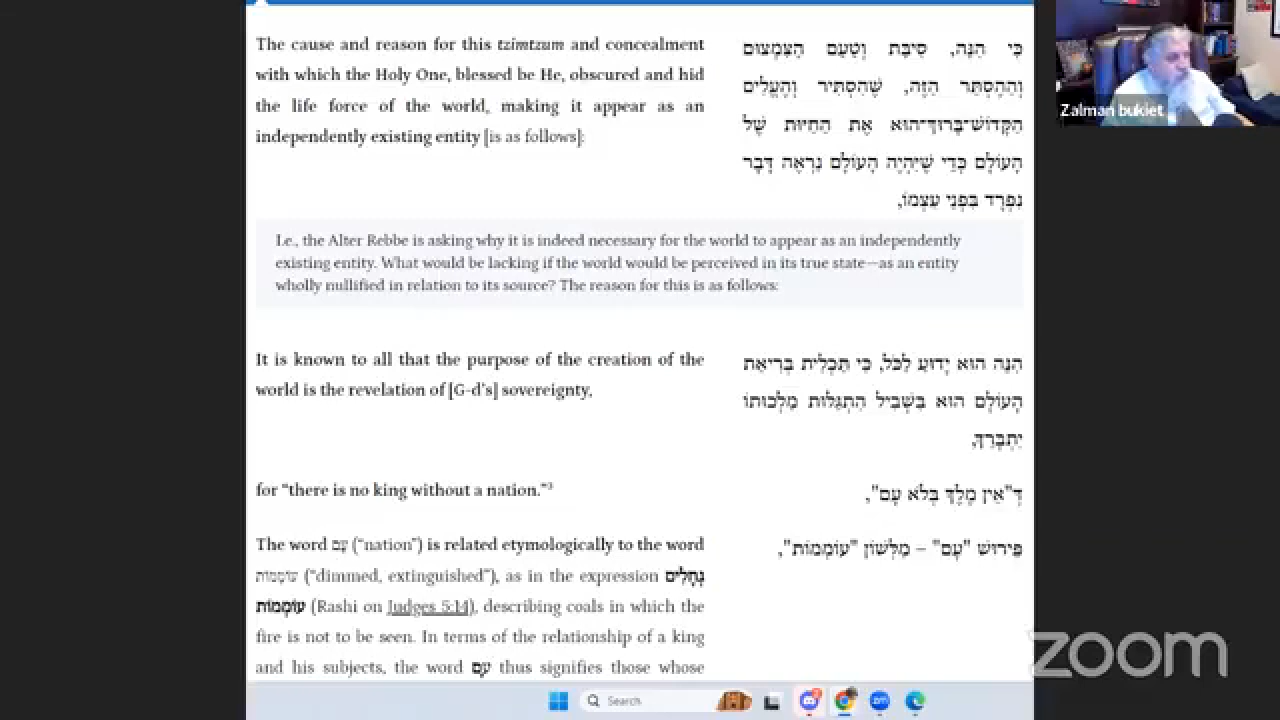 The cause and reason for this tzimtzum and concealment
with which the Holy One, blessed be He, obscured and hid
the life force of the world, making it appear as an
independently existing entity [is as follows]:
כִּי הִנֵּה, סִיבַּת וְטַעַם הַצִּמְצוּם
וְהַהֶסְתֵּר הַזֶּה, שֶׁהִסְתִּיר וְהֶעֱלִים
הַקָּדוֹשׁ־בָּרוּךְ־הוּא אֶת הַחַיּוּת שֶׁל
הָעוֹלָם כְּדֵי שֶׁיִּהְיֶה הָעוֹלָם נִרְאֶה דָּבָר
נִפְרָד בִּפְנֵי עַצְמוֹ,
I.e., the Alter Rebbe is asking why it is indeed necessary for the world to appear as an independently
existing entity. What would be lacking if the world would be perceived in its true state—as an entity
wholly nullified in relation to its source? The reason for this is as follows:
It is known to all that the purpose of the creation of the
world is the revelation of [G-d's] sovereignty,
הִנֵּה הוּא יָדוּעַ לַכֹּל, כִּי תַּכְלִית בְּרִיאַת
הָעוֹלָם הוּא בִּשְׁבִיל הִתְגַּלּוּת מַלְכוּתוֹ
יִתְבָּרֵךְ,
for “there is no king without a nation.”³
דְּ"אֵין מֶלֶךְ בְּלֹא עָם",
The word עָם (“nation”) is related etymologically to the word
עוֹמְמוֹת (“dimmed, extinguished”), as in the expression גֶּחָלִים
עוֹמְמוֹת (Rashi on Judges 5:14), describing coals in which the
fire is not to be seen. In terms of the relationship of a king
and his subjects, the word עָם thus signifies those whose
פֵּירוּשׁ "עָם" – מִלְּשׁוֹן "עוֹמְמוֹת",
Zalman bukiet
zoom
Search